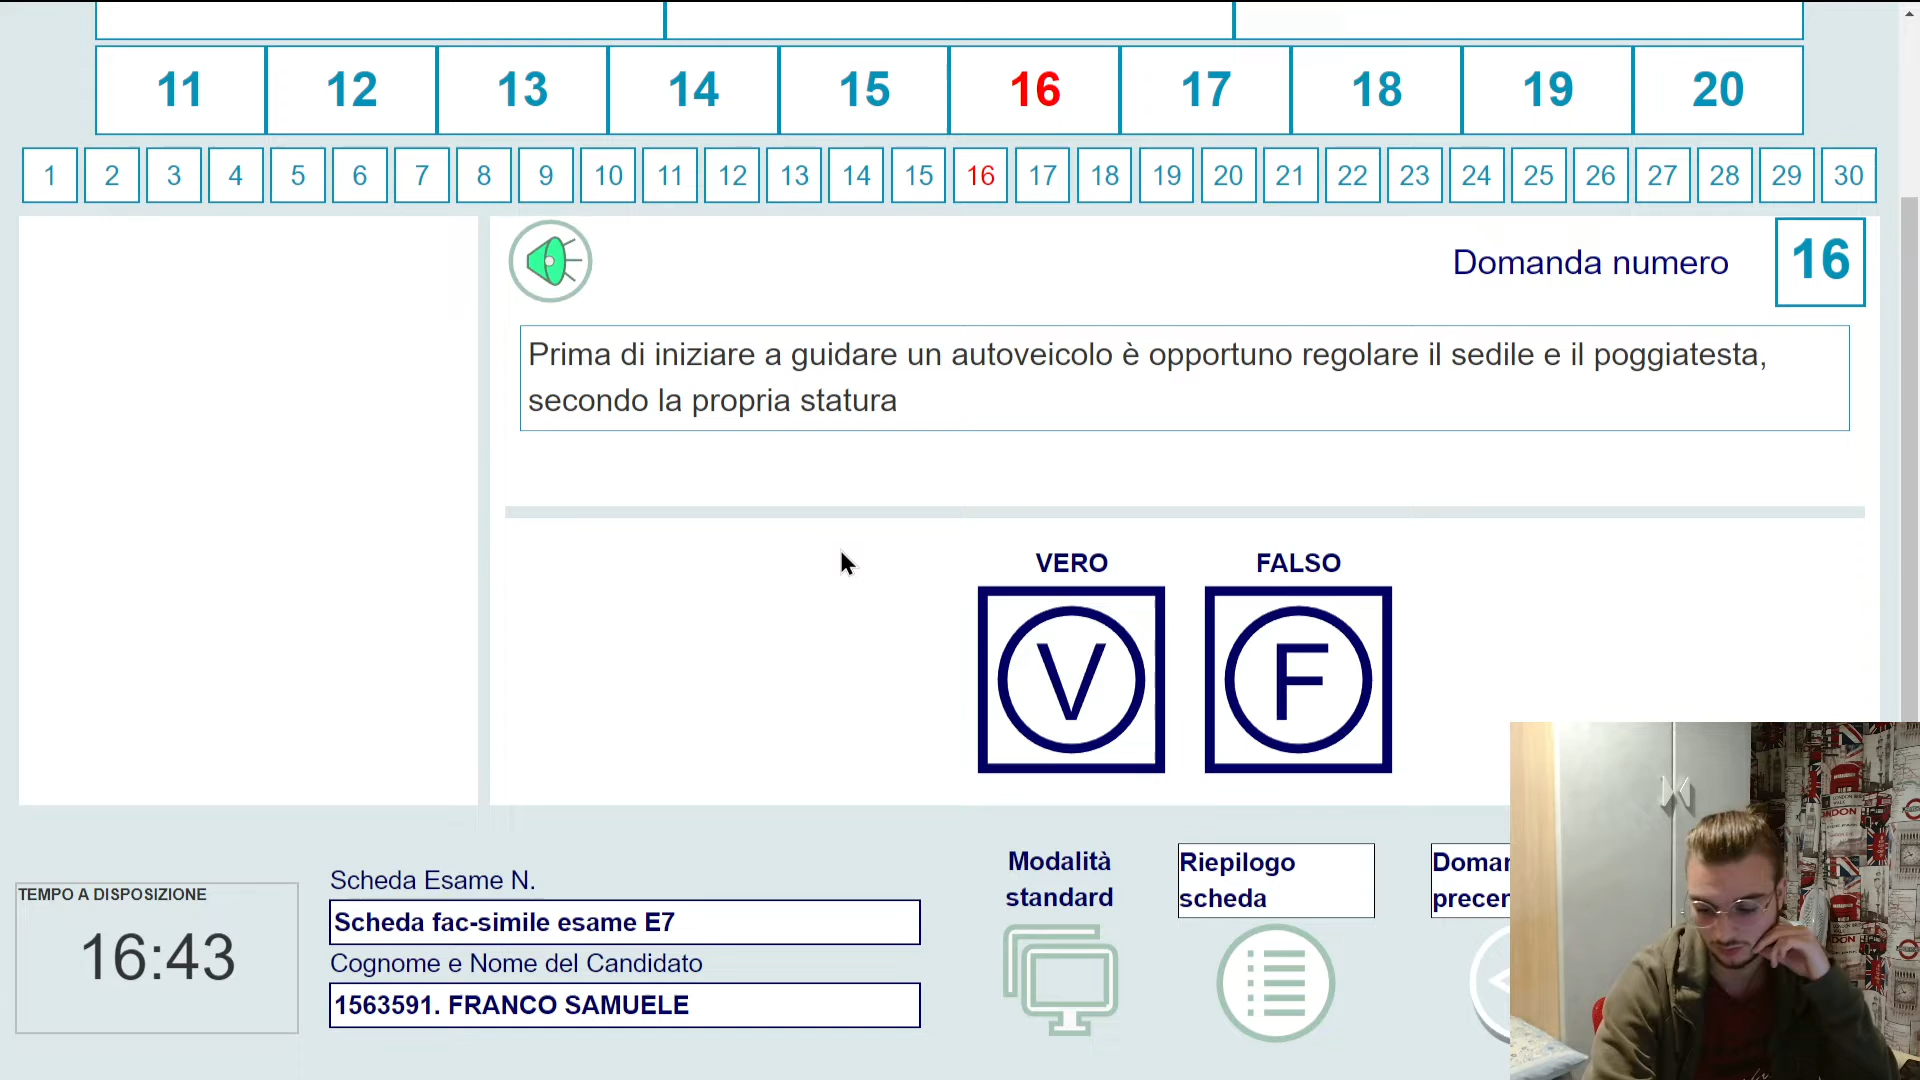 11 12 13 14 15 16 17 18 19 20
1 2 3 4 5 6 7 8 9 10 11 12 13 14 15 16 17 18 19 20 21 22 23 24 25 26 27 28 29 30
Domanda numero 16
Prima di iniziare a guidare un autoveicolo è opportuno regolare il sedile e il poggiatesta,
secondo la propria statura
VERO FALSO
V F
TEMPO A DISPOSIZIONE
16:43
Scheda Esame N.
Scheda fac-simile esame E7
Cognome e Nome del Candidato
1563591. FRANCO SAMUELE
Modalità
standard
Riepilogo
scheda
LONDON
LONDON